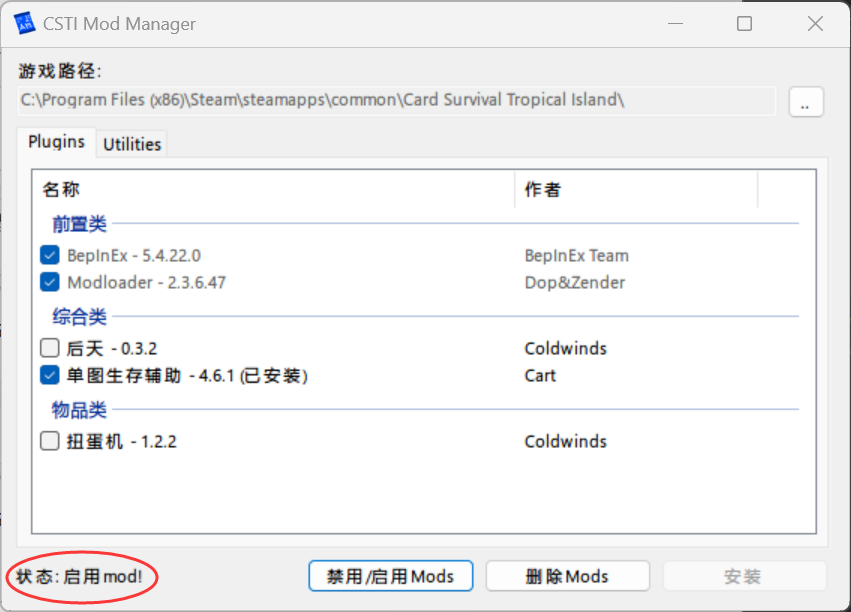 CSTI Mod Manager
游戏路径:
C:\Program Files (x86)\Steam\steamapps\common\Card Survival Tropical Island\
..
Plugins Utilities
名称 作者
前置类
BepInEx - 5.4.22.0 BepInEx Team
Modloader - 2.3.6.47 Dop&Zender
综合类
后天 - 0.3.2 Coldwinds
单图生存辅助 - 4.6.1 (已安装) Cart
物品类
扭蛋机 - 1.2.2 Coldwinds
状态: 启用mod! 禁用/启用Mods 删除Mods 安装